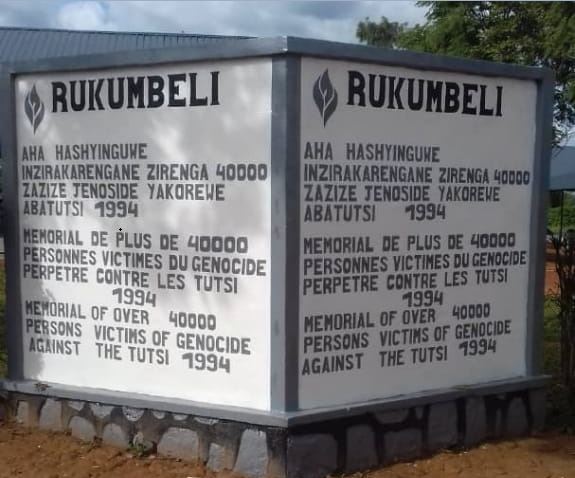 RUKUMBELI
AHA HASHYINGUWE
INZIRAKARENGANE ZIRENGA 40000
ZAZIZE JENOSIDE YAKOREWE
ABATUTSI 1994
MEMORIAL DE PLUS DE 40000
PERSONNES VICTIMES DU GENOCIDE
PERPETRE CONTRE LES TUTSI
1994
MEMORIAL OF OVER 40000
PERSONS VICTIMS OF GENOCIDE
AGAINST THE TUTSI 1994
RUKUMBELI
AHA HASHYINGUWE
INZIRAKARENGANE ZIRENGA 40000
ZAZIZE JENOSIDE YAKOREWE
ABATUTSI 1994
MEMORIAL DE PLUS DE 40000
PERSONNES VICTIMES DU GENOCIDE
PERPETRE CONTRE LES TUTSI
1994
MEMORIAL OF OVER 40000
PERSONS VICTIMS OF GENOCIDE
AGAINST THE TUTSI 1994